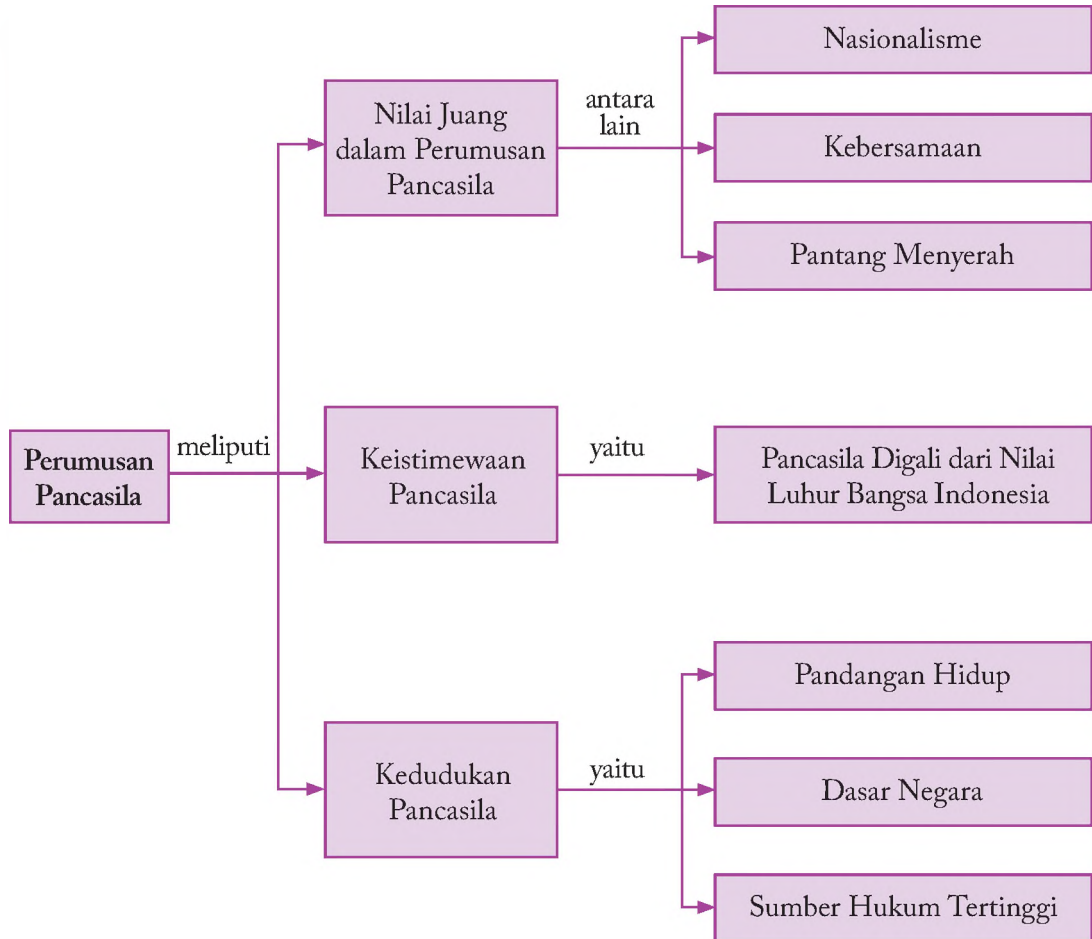 Perumusan
Pancasila
meliputi
Nilai Juang
dalam Perumusan
Pancasila
antara
lain
Nasionalisme
Kebersamaan
Pantang Menyerah
Keistimewaan
Pancasila
yaitu
Pancasila Digali dari Nilai
Luhur Bangsa Indonesia
Kedudukan
Pancasila
yaitu
Pandangan Hidup
Dasar Negara
Sumber Hukum Tertinggi